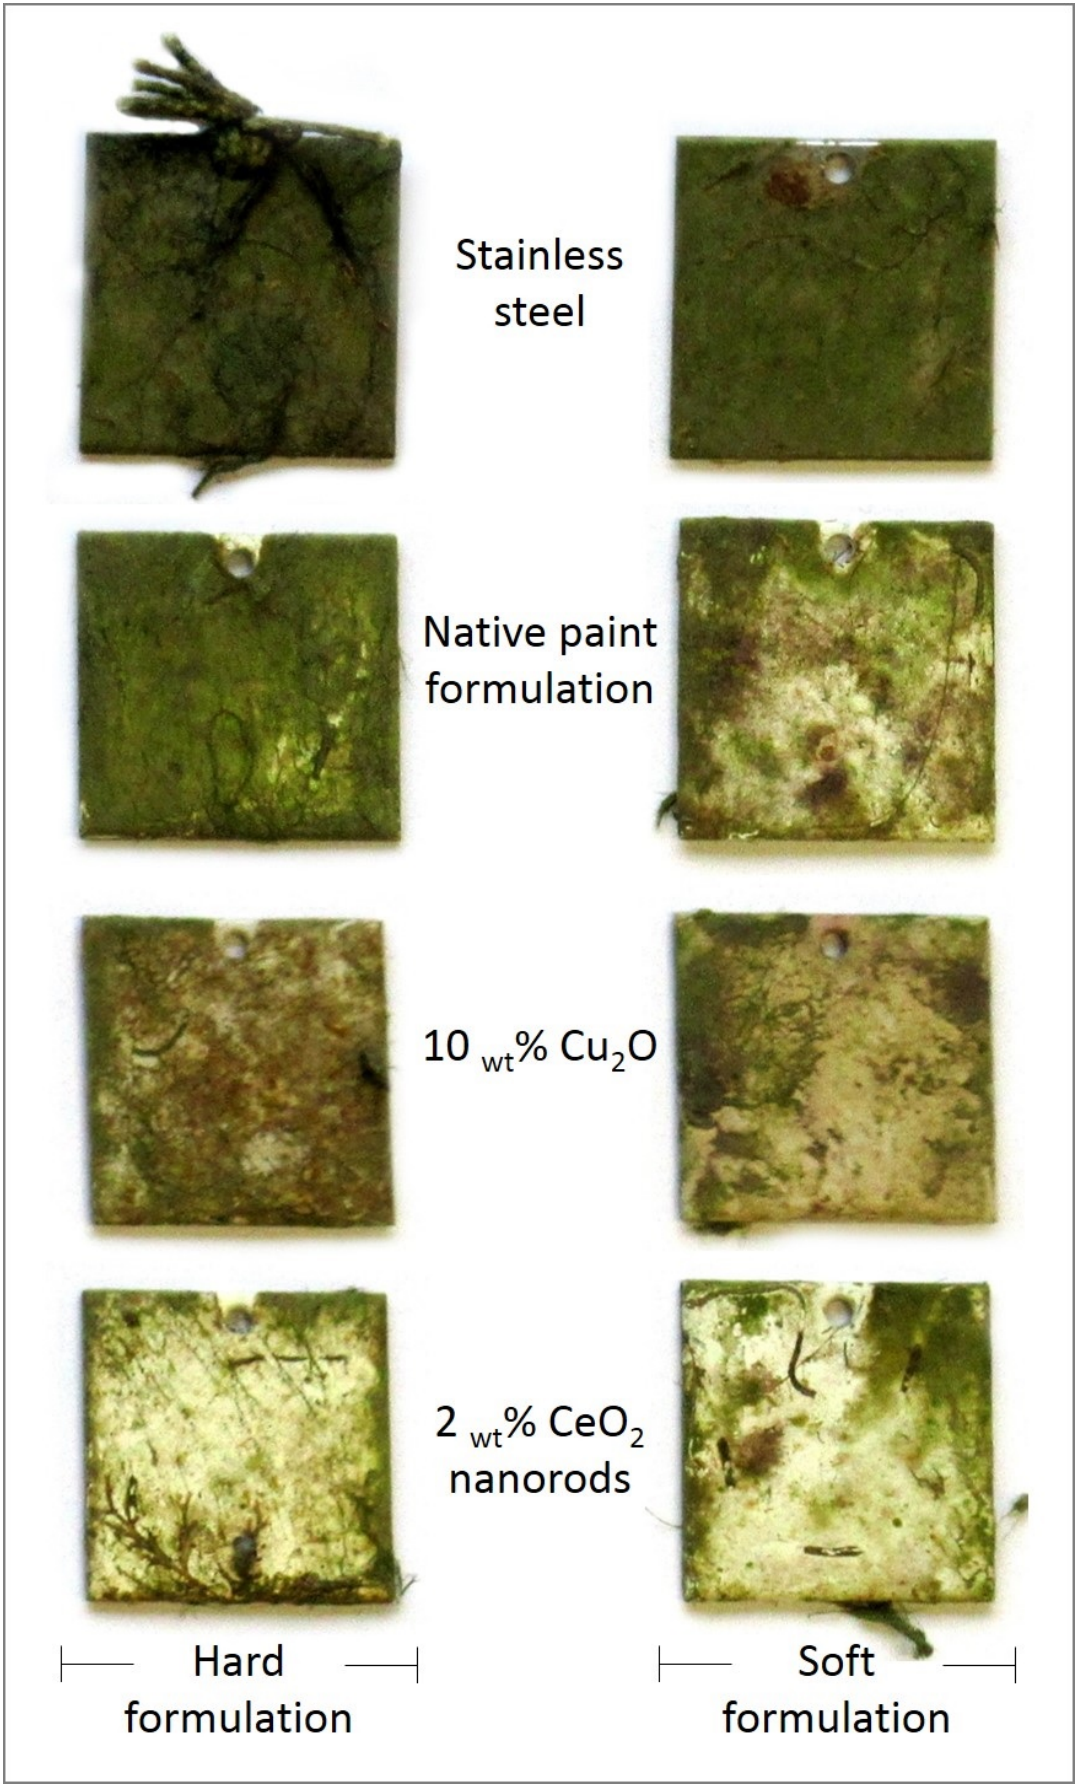 Stainless
steel
Native paint
formulation
10 wt% Cu2O
2 wt% CeO2
nanorods
Hard
formulation
Soft
formulation